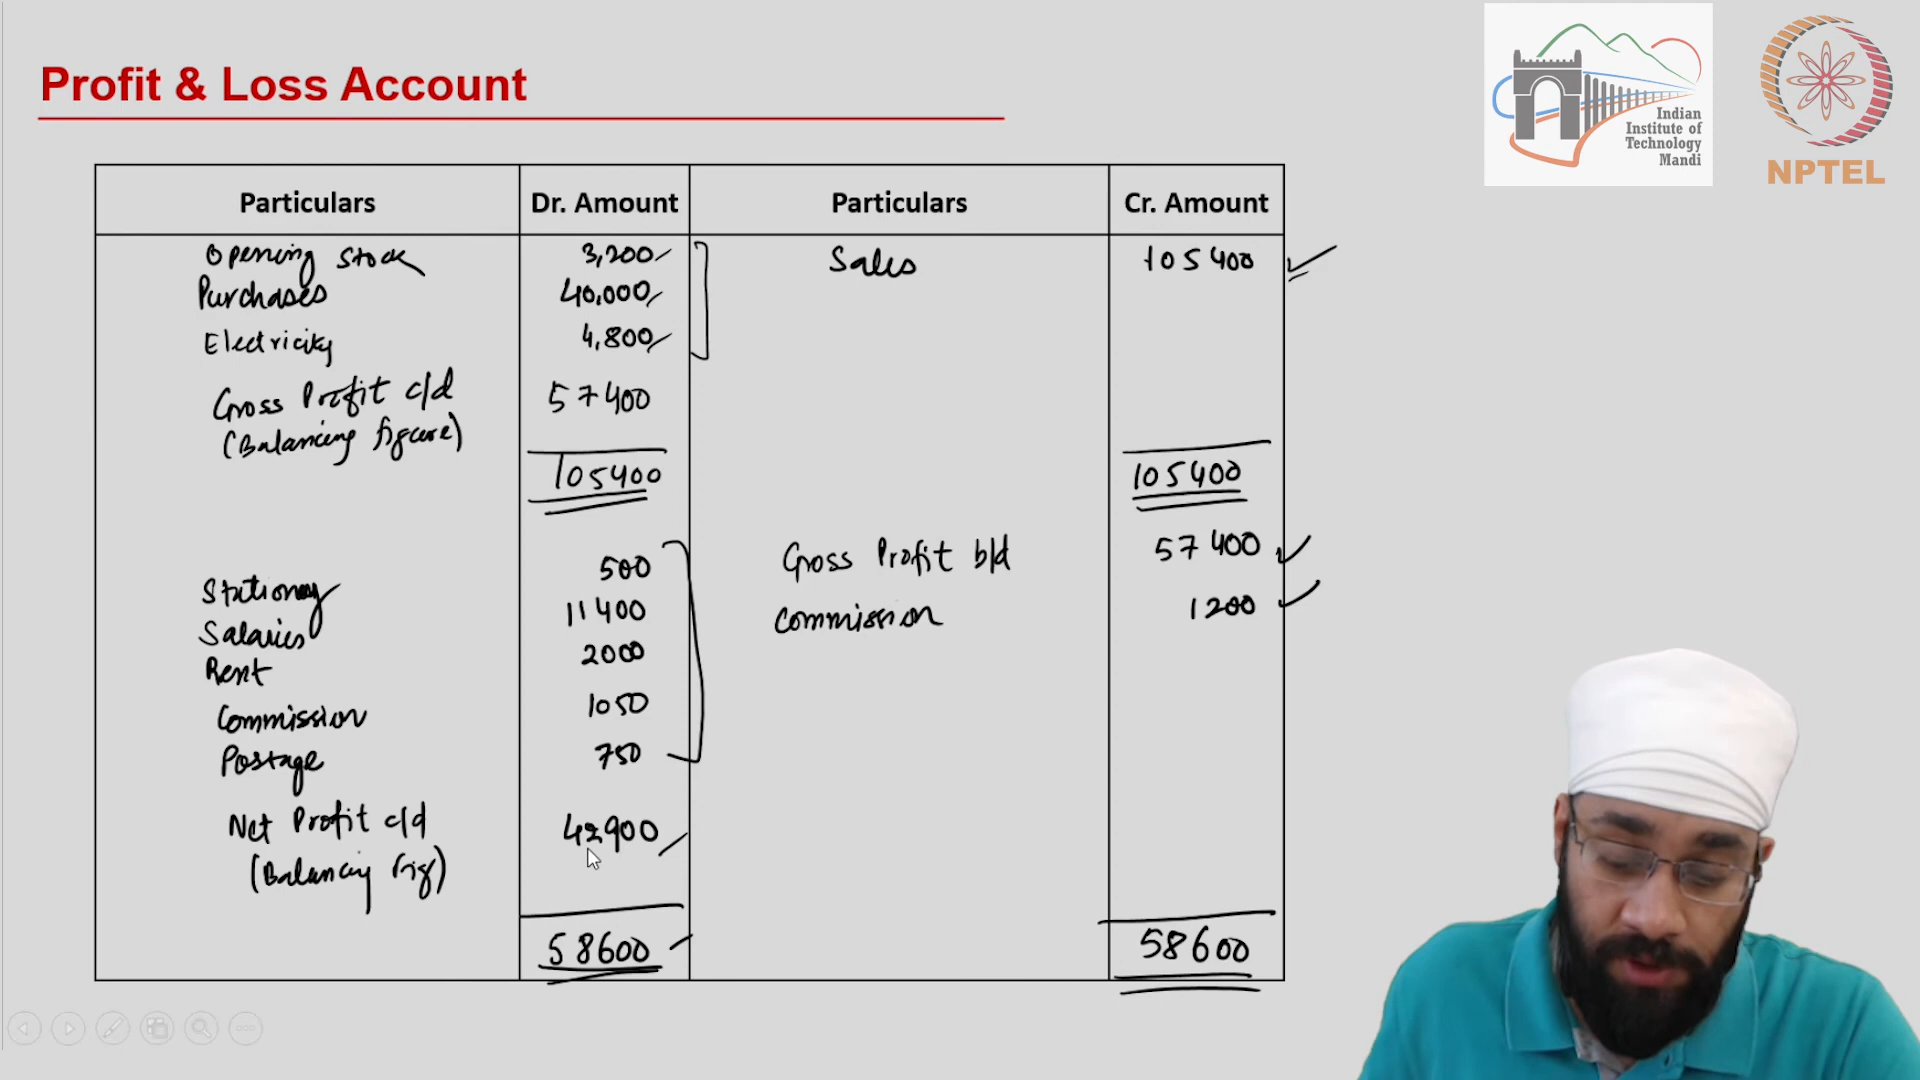 Profit & Loss Account
Indian
Institute of
Technology
Mandi
NPTEL
Particulars Dr. Amount Particulars Cr. Amount
Opening Stock 3,200 Sales 105400
Purchases 40,000
Electricity 4,800
Gross Profit c/d 57400
(Balancing figure)
105400 105400
Gross Profit b/d 57400
Stationery 500
Salaries 11400 Commission 1200
Rent 2000
Commission 1050
Postage 750
Net Profit c/d 42900
(Balancing fig)
58600 58600